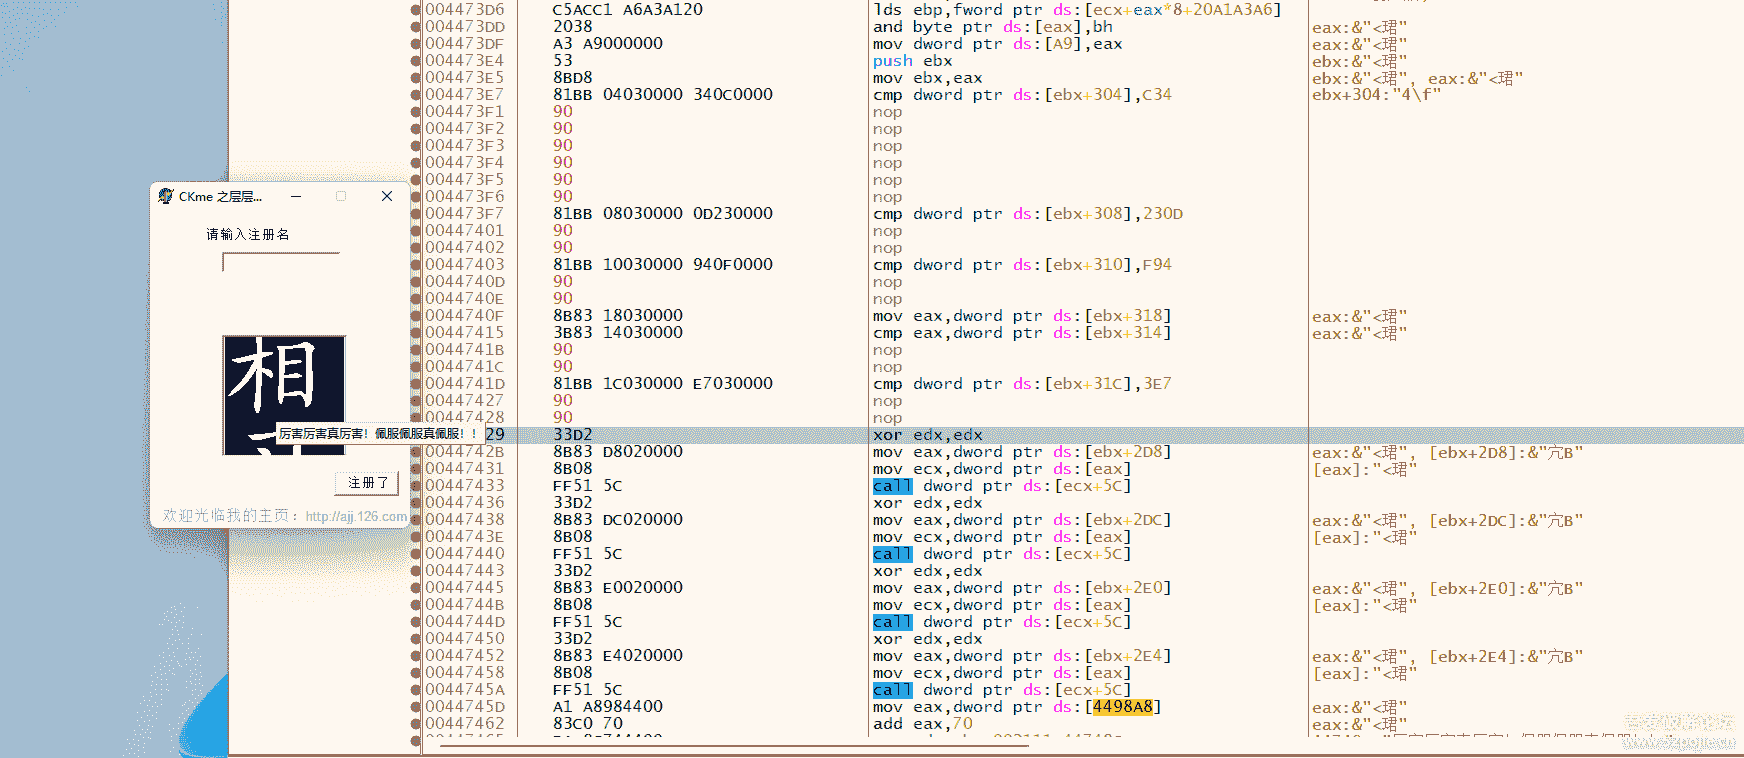 004473D6 C5ACC1 A6A3A120 lds ebp,fword ptr ds:[ecx+eax*8+20A1A3A6]
004473DD 2038 and byte ptr ds:[eax],bh eax:&"<珺"
004473DF A3 A9000000 mov dword ptr ds:[A9],eax eax:&"<珺"
004473E4 53 push ebx ebx:&"<珺"
004473E5 8BD8 mov ebx,eax ebx:&"<珺", eax:&"<珺"
004473E7 81BB 04030000 340C0000 cmp dword ptr ds:[ebx+304],C34 ebx+304:"4\f"
004473F1 90 nop
004473F2 90 nop
004473F3 90 nop
004473F4 90 nop
004473F5 90 nop
004473F6 90 nop
004473F7 81BB 08030000 0D230000 cmp dword ptr ds:[ebx+308],230D
00447401 90 nop
00447402 90 nop
00447403 81BB 10030000 940F0000 cmp dword ptr ds:[ebx+310],F94
0044740D 90 nop
0044740E 90 nop
0044740F 8B83 18030000 mov eax,dword ptr ds:[ebx+318] eax:&"<珺"
00447415 3B83 14030000 cmp eax,dword ptr ds:[ebx+314] eax:&"<珺"
0044741B 90 nop
0044741C 90 nop
0044741D 81BB 1C030000 E7030000 cmp dword ptr ds:[ebx+31C],3E7
00447427 90 nop
00447428 90 nop
29 33D2 xor edx,edx
0044742B 8B83 D8020000 mov eax,dword ptr ds:[ebx+2D8] eax:&"<珺", [ebx+2D8]:&"宂B"
00447431 8B08 mov ecx,dword ptr ds:[eax] [eax]:"<珺"
00447433 FF51 5C call dword ptr ds:[ecx+5C]
00447436 33D2 xor edx,edx
00447438 8B83 DC020000 mov eax,dword ptr ds:[ebx+2DC] eax:&"<珺", [ebx+2DC]:&"宂B"
0044743E 8B08 mov ecx,dword ptr ds:[eax] [eax]:"<珺"
00447440 FF51 5C call dword ptr ds:[ecx+5C]
00447443 33D2 xor edx,edx
00447445 8B83 E0020000 mov eax,dword ptr ds:[ebx+2E0] eax:&"<珺", [ebx+2E0]:&"宂B"
0044744B 8B08 mov ecx,dword ptr ds:[eax] [eax]:"<珺"
0044744D FF51 5C call dword ptr ds:[ecx+5C]
00447450 33D2 xor edx,edx
00447452 8B83 E4020000 mov eax,dword ptr ds:[ebx+2E4] eax:&"<珺", [ebx+2E4]:&"宂B"
00447458 8B08 mov ecx,dword ptr ds:[eax] [eax]:"<珺"
0044745A FF51 5C call dword ptr ds:[ecx+5C]
0044745D A1 A8984400 mov eax,dword ptr ds:[4498A8] eax:&"<珺"
00447462 83C0 70 add eax,70 eax:&"<珺"
CKme 之层层...
请输入注册名
相
厉害厉害真厉害！佩服佩服真佩服！！
注册了
欢迎光临我的主页：http://ajj.126.com
吾爱破解论坛
www.52pojie.cn